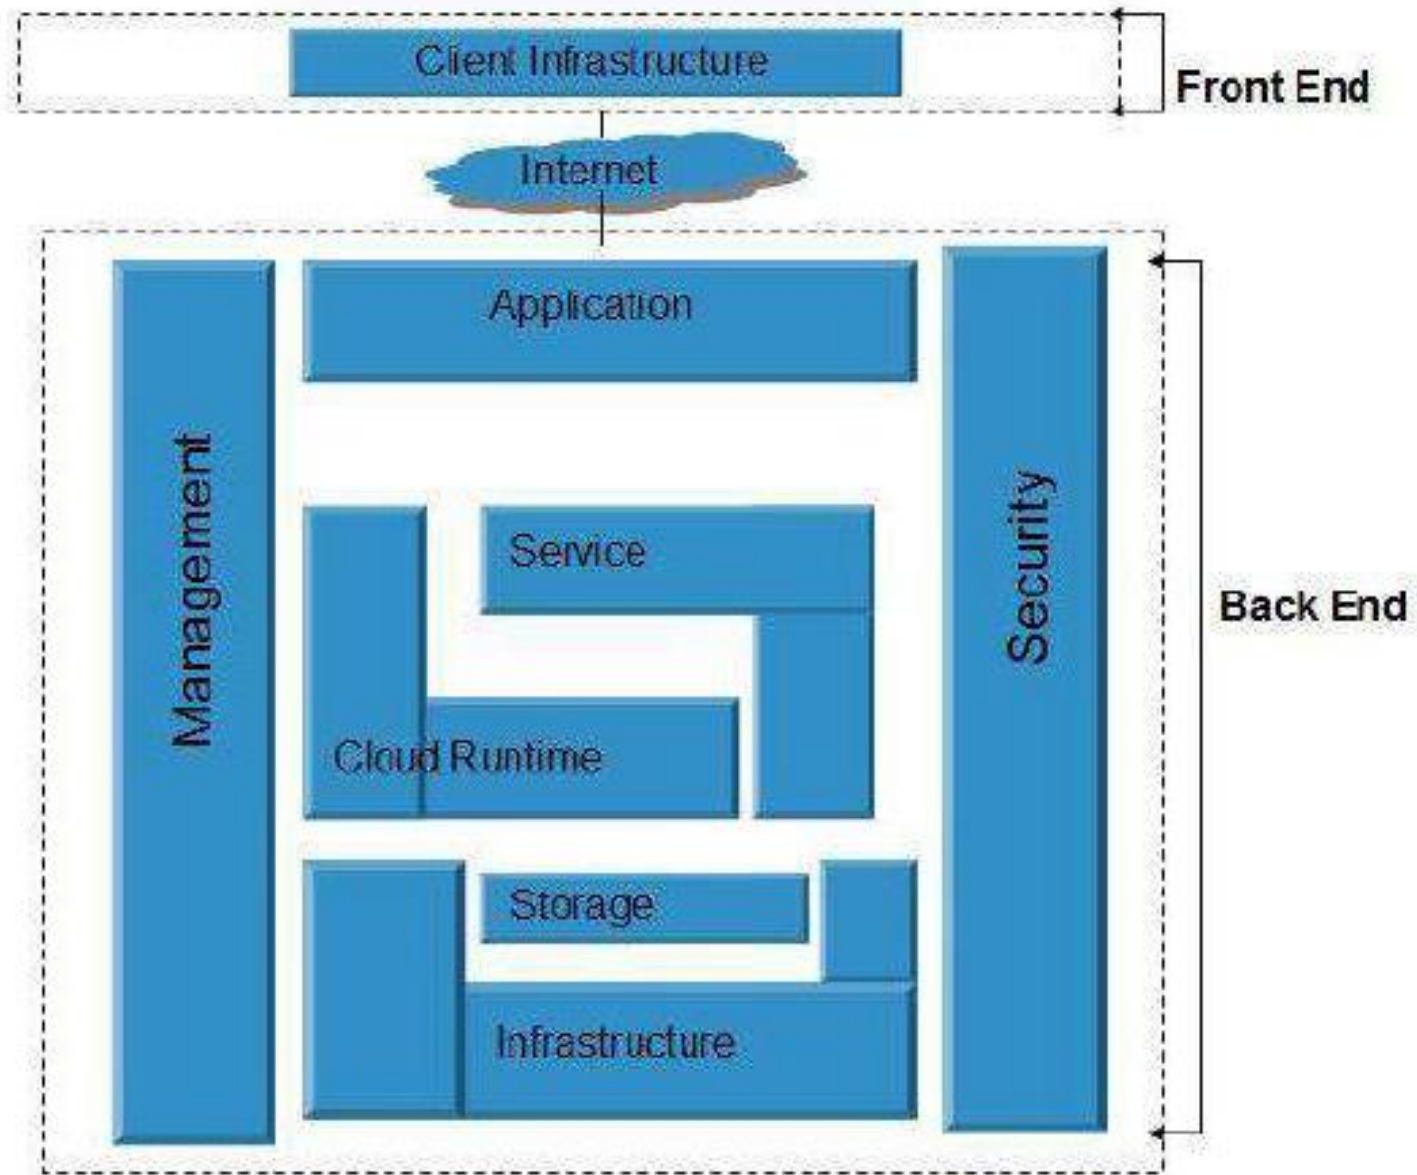 Client Infrastructure
Front End
Internet
Application
Management
Security
Service
Back End
Cloud Runtime
Storage
Infrastructure